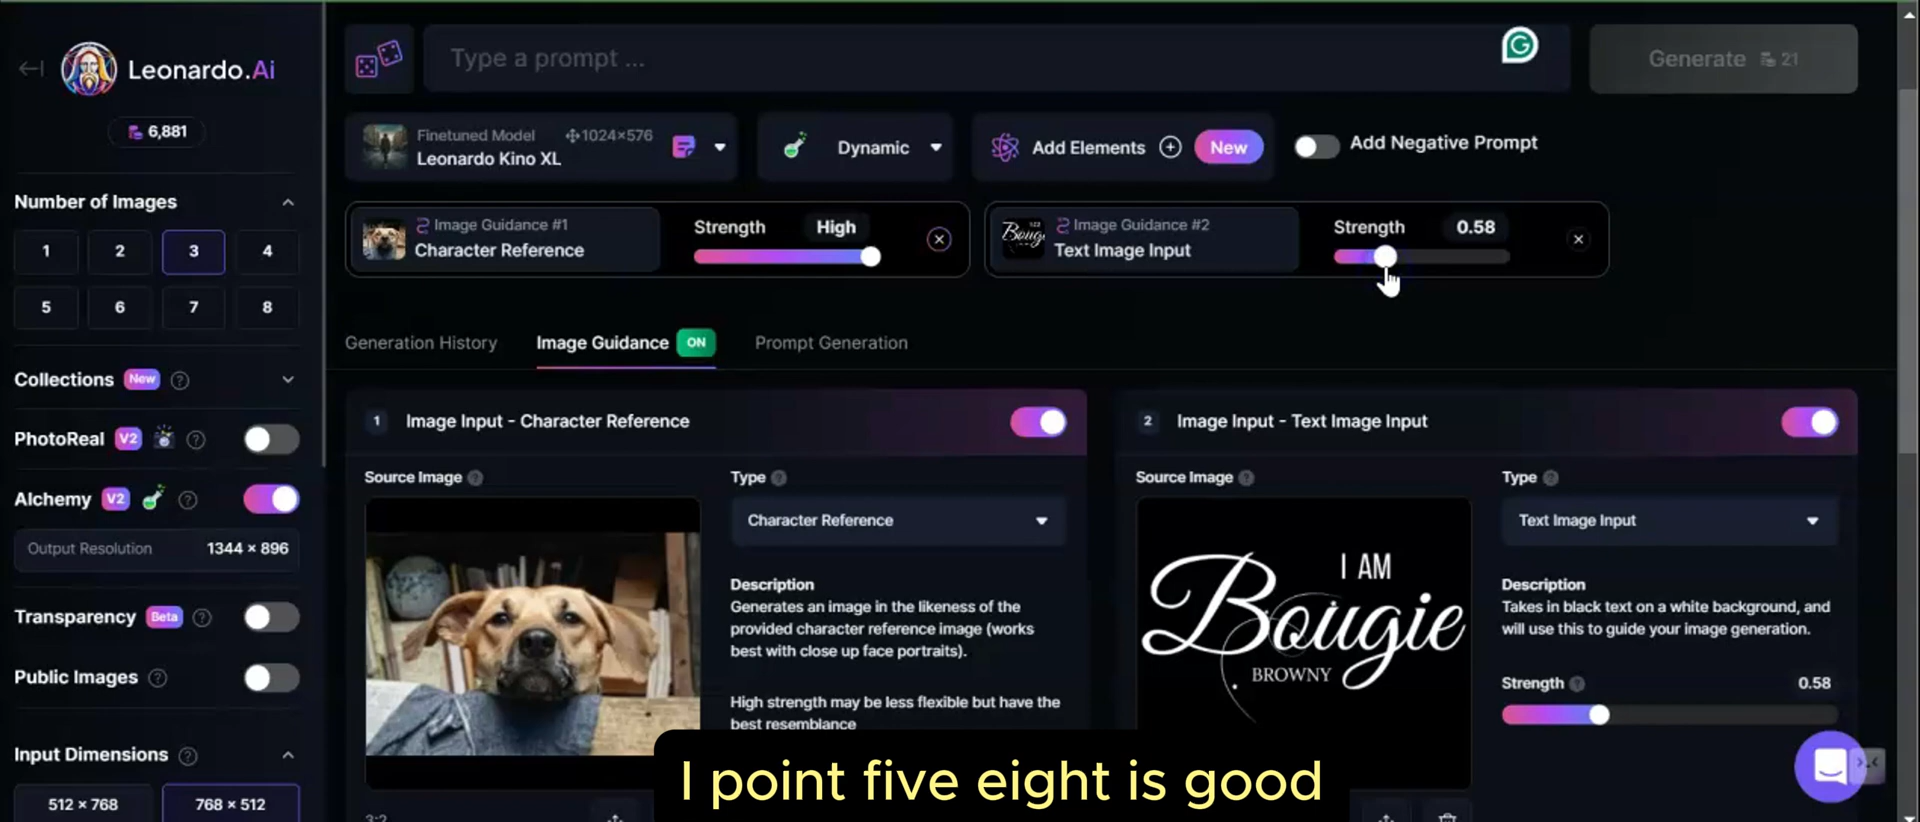 Leonardo.Ai
6,881
Number of Images
1 2 3 4
5 6 7 8
Collections New ?
PhotoReal V2 ?
Alchemy V2 ?
Output Resolution 1344 × 896
Transparency Beta ?
Public Images ?
Input Dimensions ?
512 × 768 768 × 512
Type a prompt ...
Generate 21
Finetuned Model 1024×576
Leonardo Kino XL
Dynamic
Add Elements New
Add Negative Prompt
Image Guidance #1
Character Reference
Strength High
Image Guidance #2
Text Image Input
Strength 0.58
Generation History Image Guidance ON Prompt Generation
1 Image Input - Character Reference
Source Image ?
Type ?
Character Reference
Description
Generates an image in the likeness of the
provided character reference image (works
best with close up face portraits).
High strength may be less flexible but have the
best resemblance
3:2
2 Image Input - Text Image Input
Source Image ?
I AM
Bougie
BROWNY
Type ?
Text Image Input
Description
Takes in black text on a white background, and
will use this to guide your image generation.
Strength ? 0.58
I point five eight is good